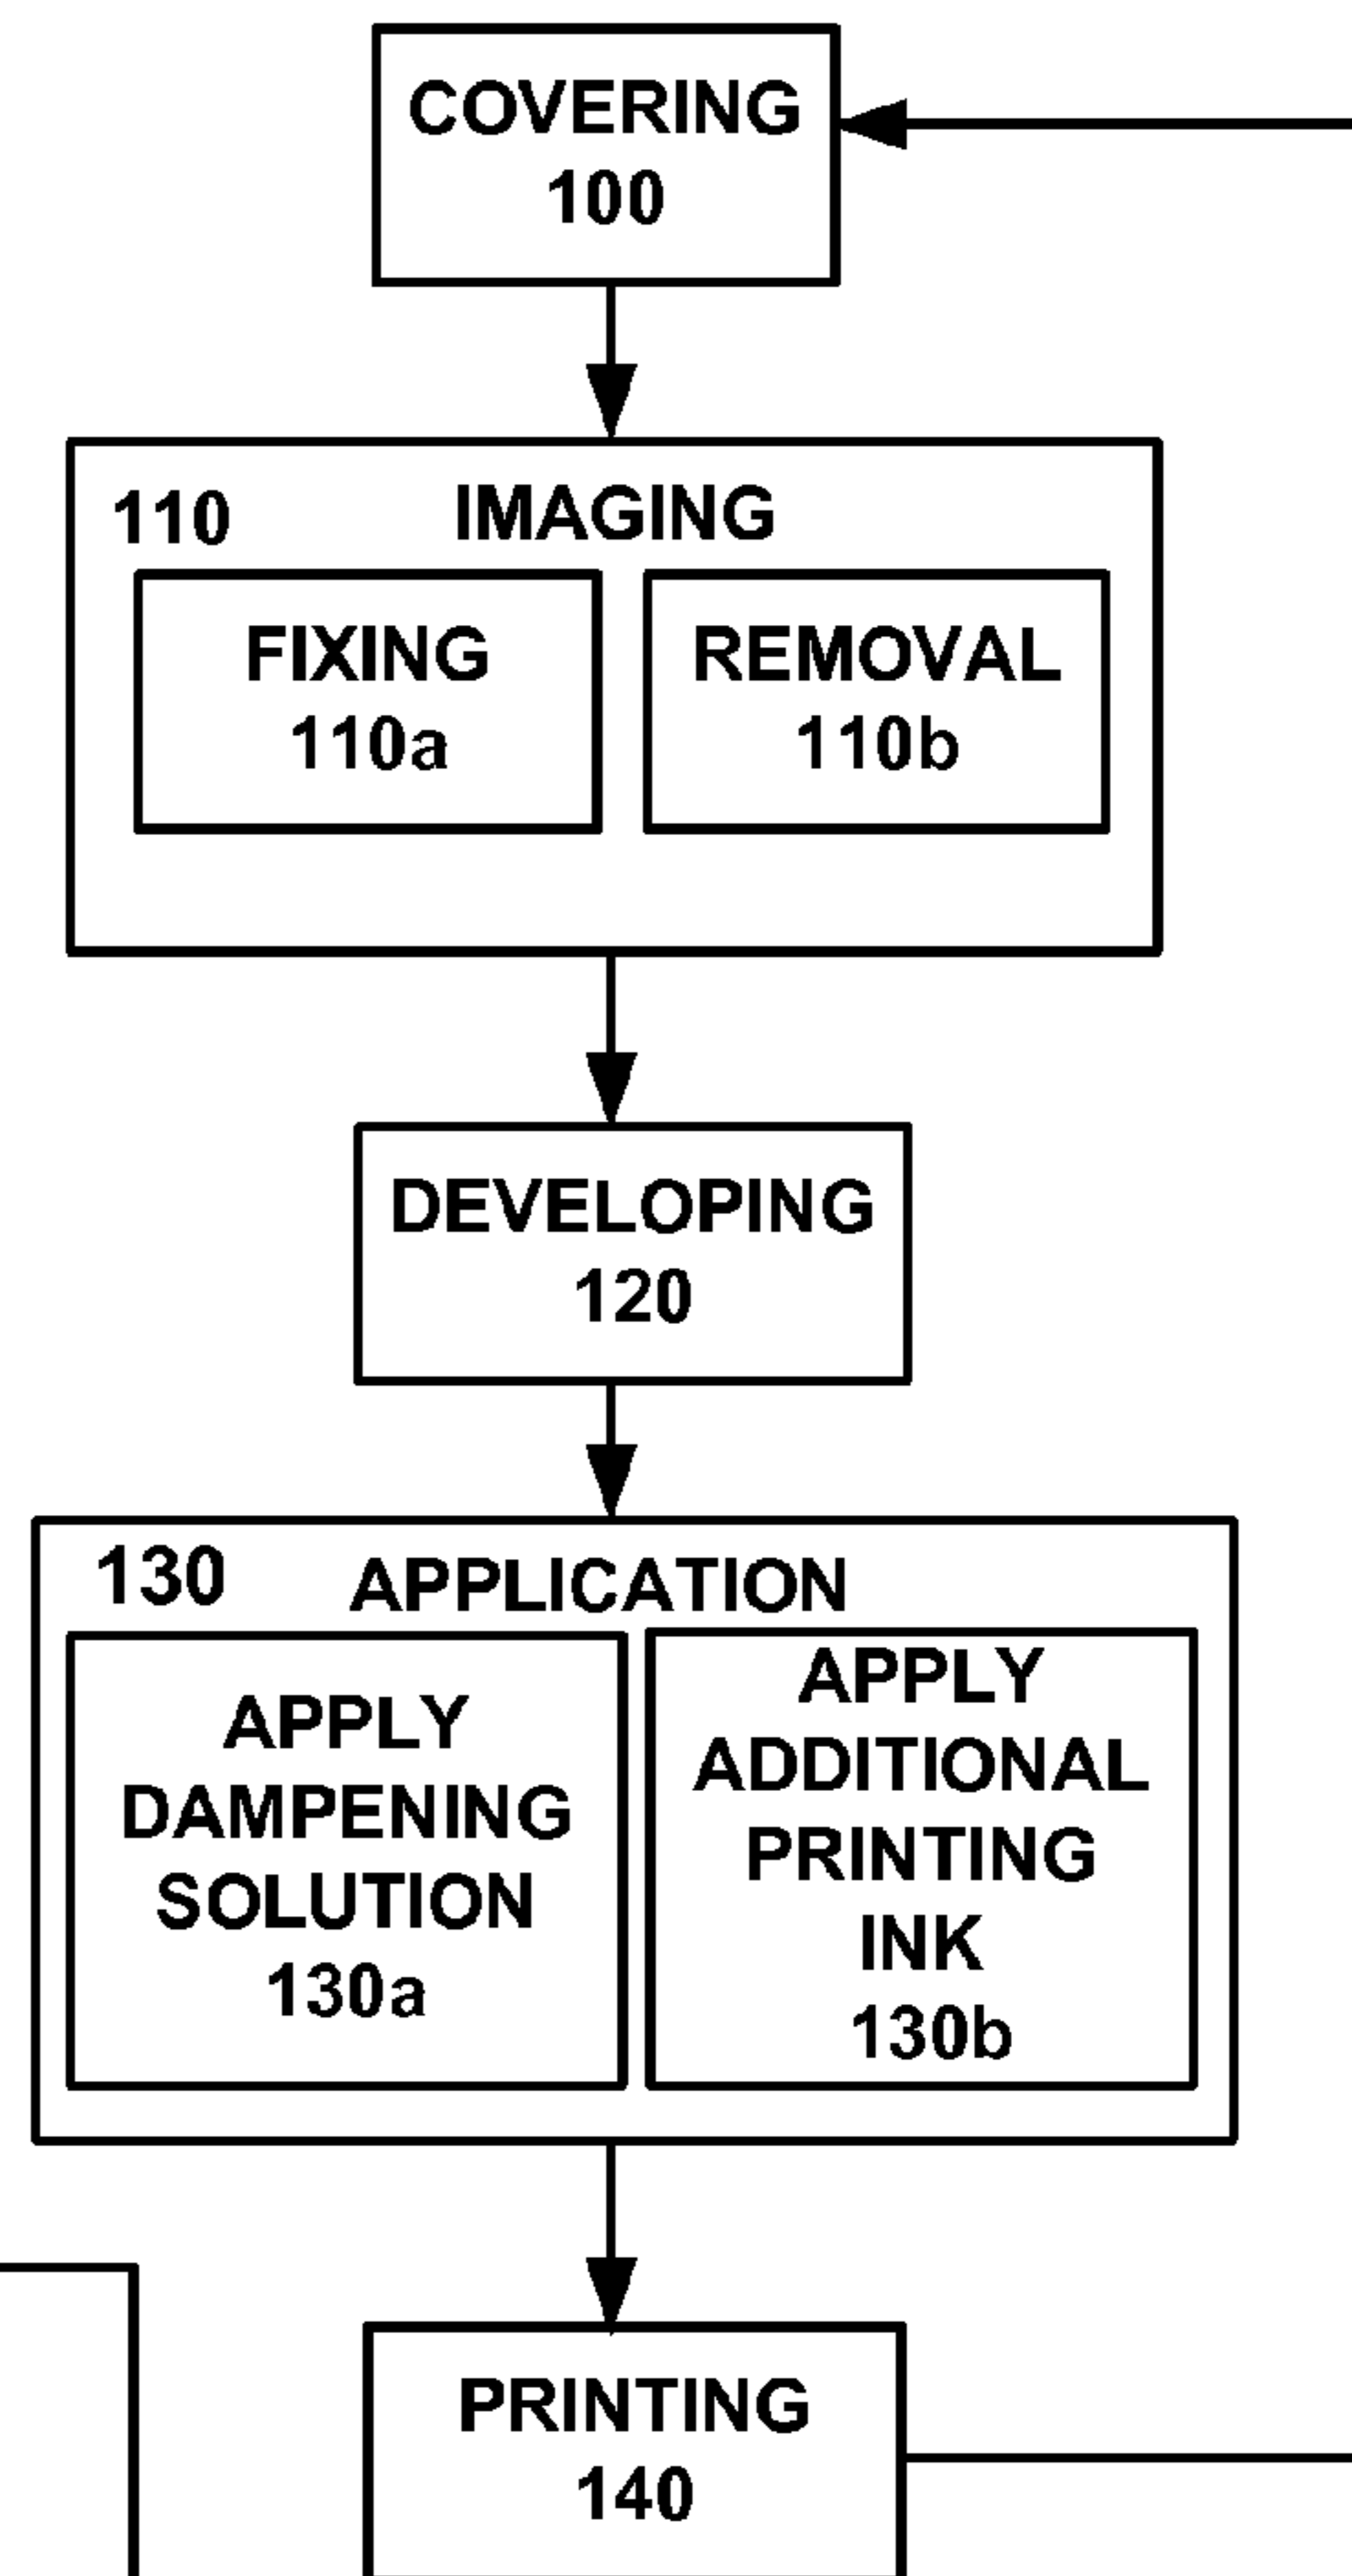 COVERING
100
110 IMAGING
FIXING
110a
REMOVAL
110b
DEVELOPING
120
130 APPLICATION
APPLY
DAMPENING
SOLUTION
130a
APPLY
ADDITIONAL
PRINTING
INK
130b
PRINTING
140